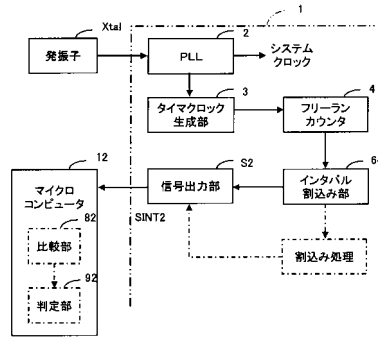 1
Xtal
発振子
2
PLL
システム
クロック
3
タイマクロック
生成部
4
フリーラン
カウンタ
12
マイクロ
コンピュータ
82
比較部
92
判定部
S2
信号出力部
SINT2
64
インタバル
割込み部
割込み処理